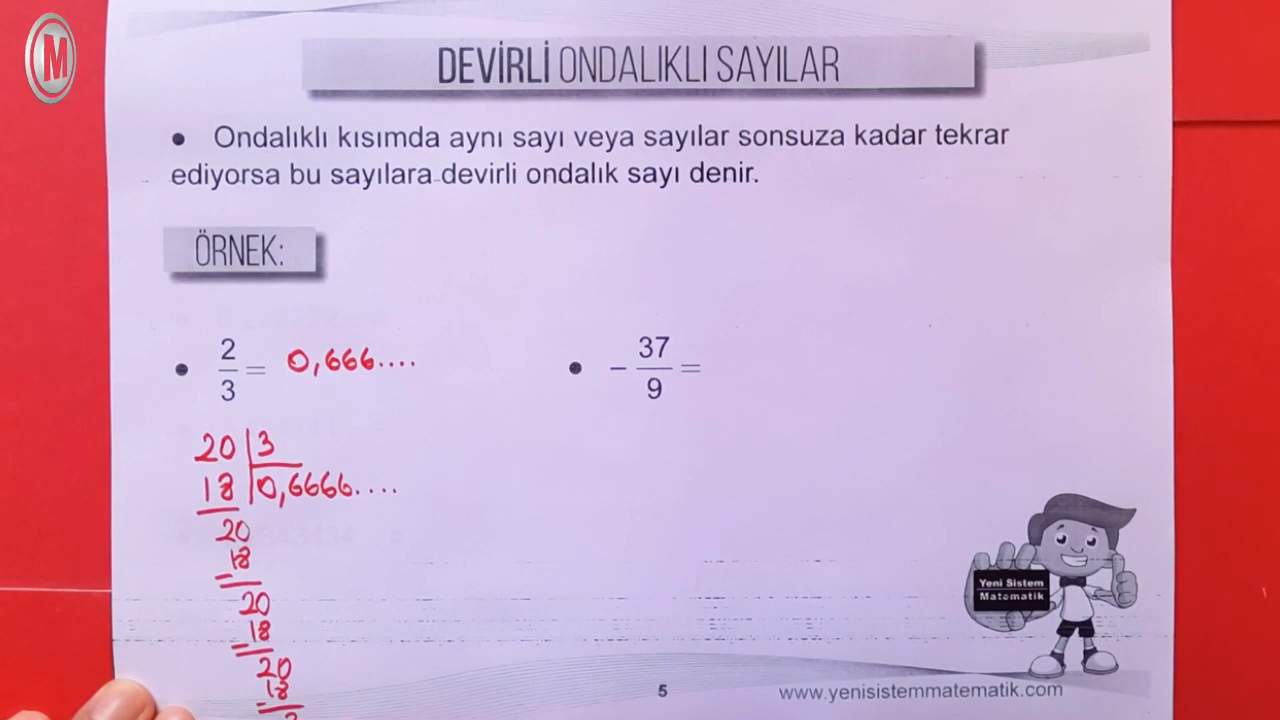 M
DEVİRLİ ONDALIKLI SAYILAR
• Ondalıklı kısımda aynı sayı veya sayılar sonsuza kadar tekrar
ediyorsa bu sayılara devirli ondalık sayı denir.
ÖRNEK:
• 2/3 = 0,666....
• - 37/9 =
20 | 3
18 | 0,6666....
20
18
20
18
20
18
Yeni Sistem
Matematik
5
www.yenisistemmatematik.com